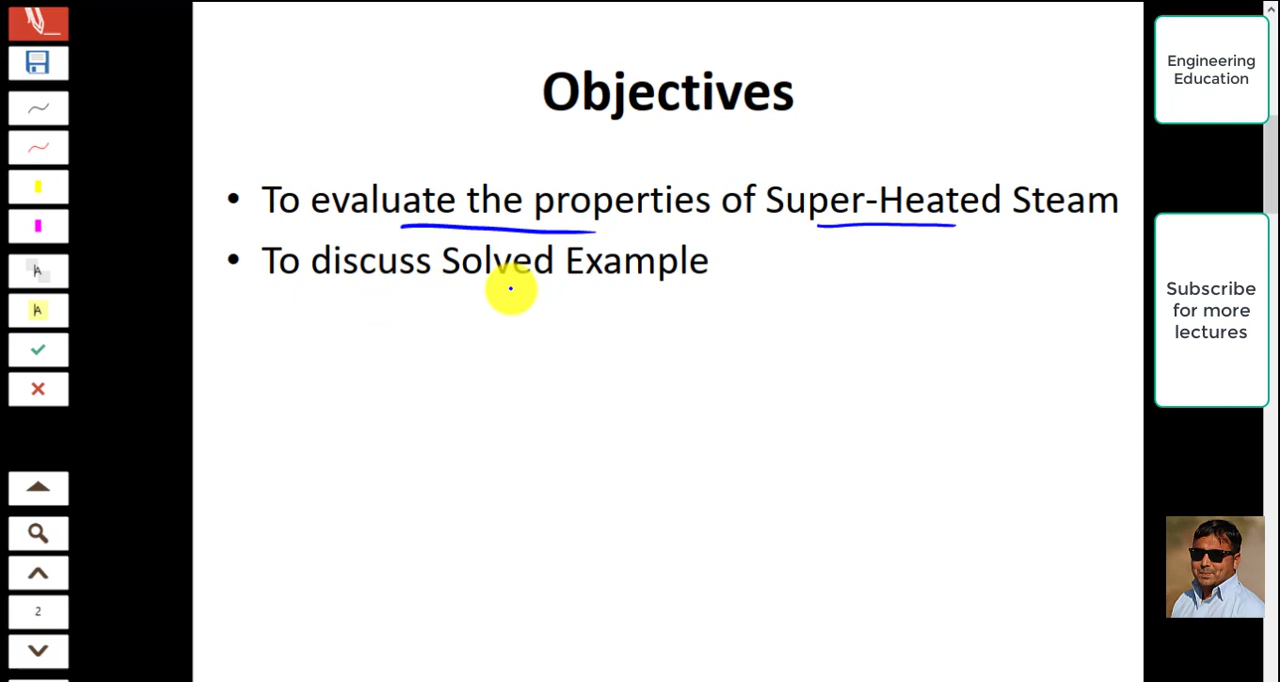 Objectives
• To evaluate the properties of Super-Heated Steam
• To discuss Solved Example
Engineering
Education
Subscribe
for more
lectures
A
A
2